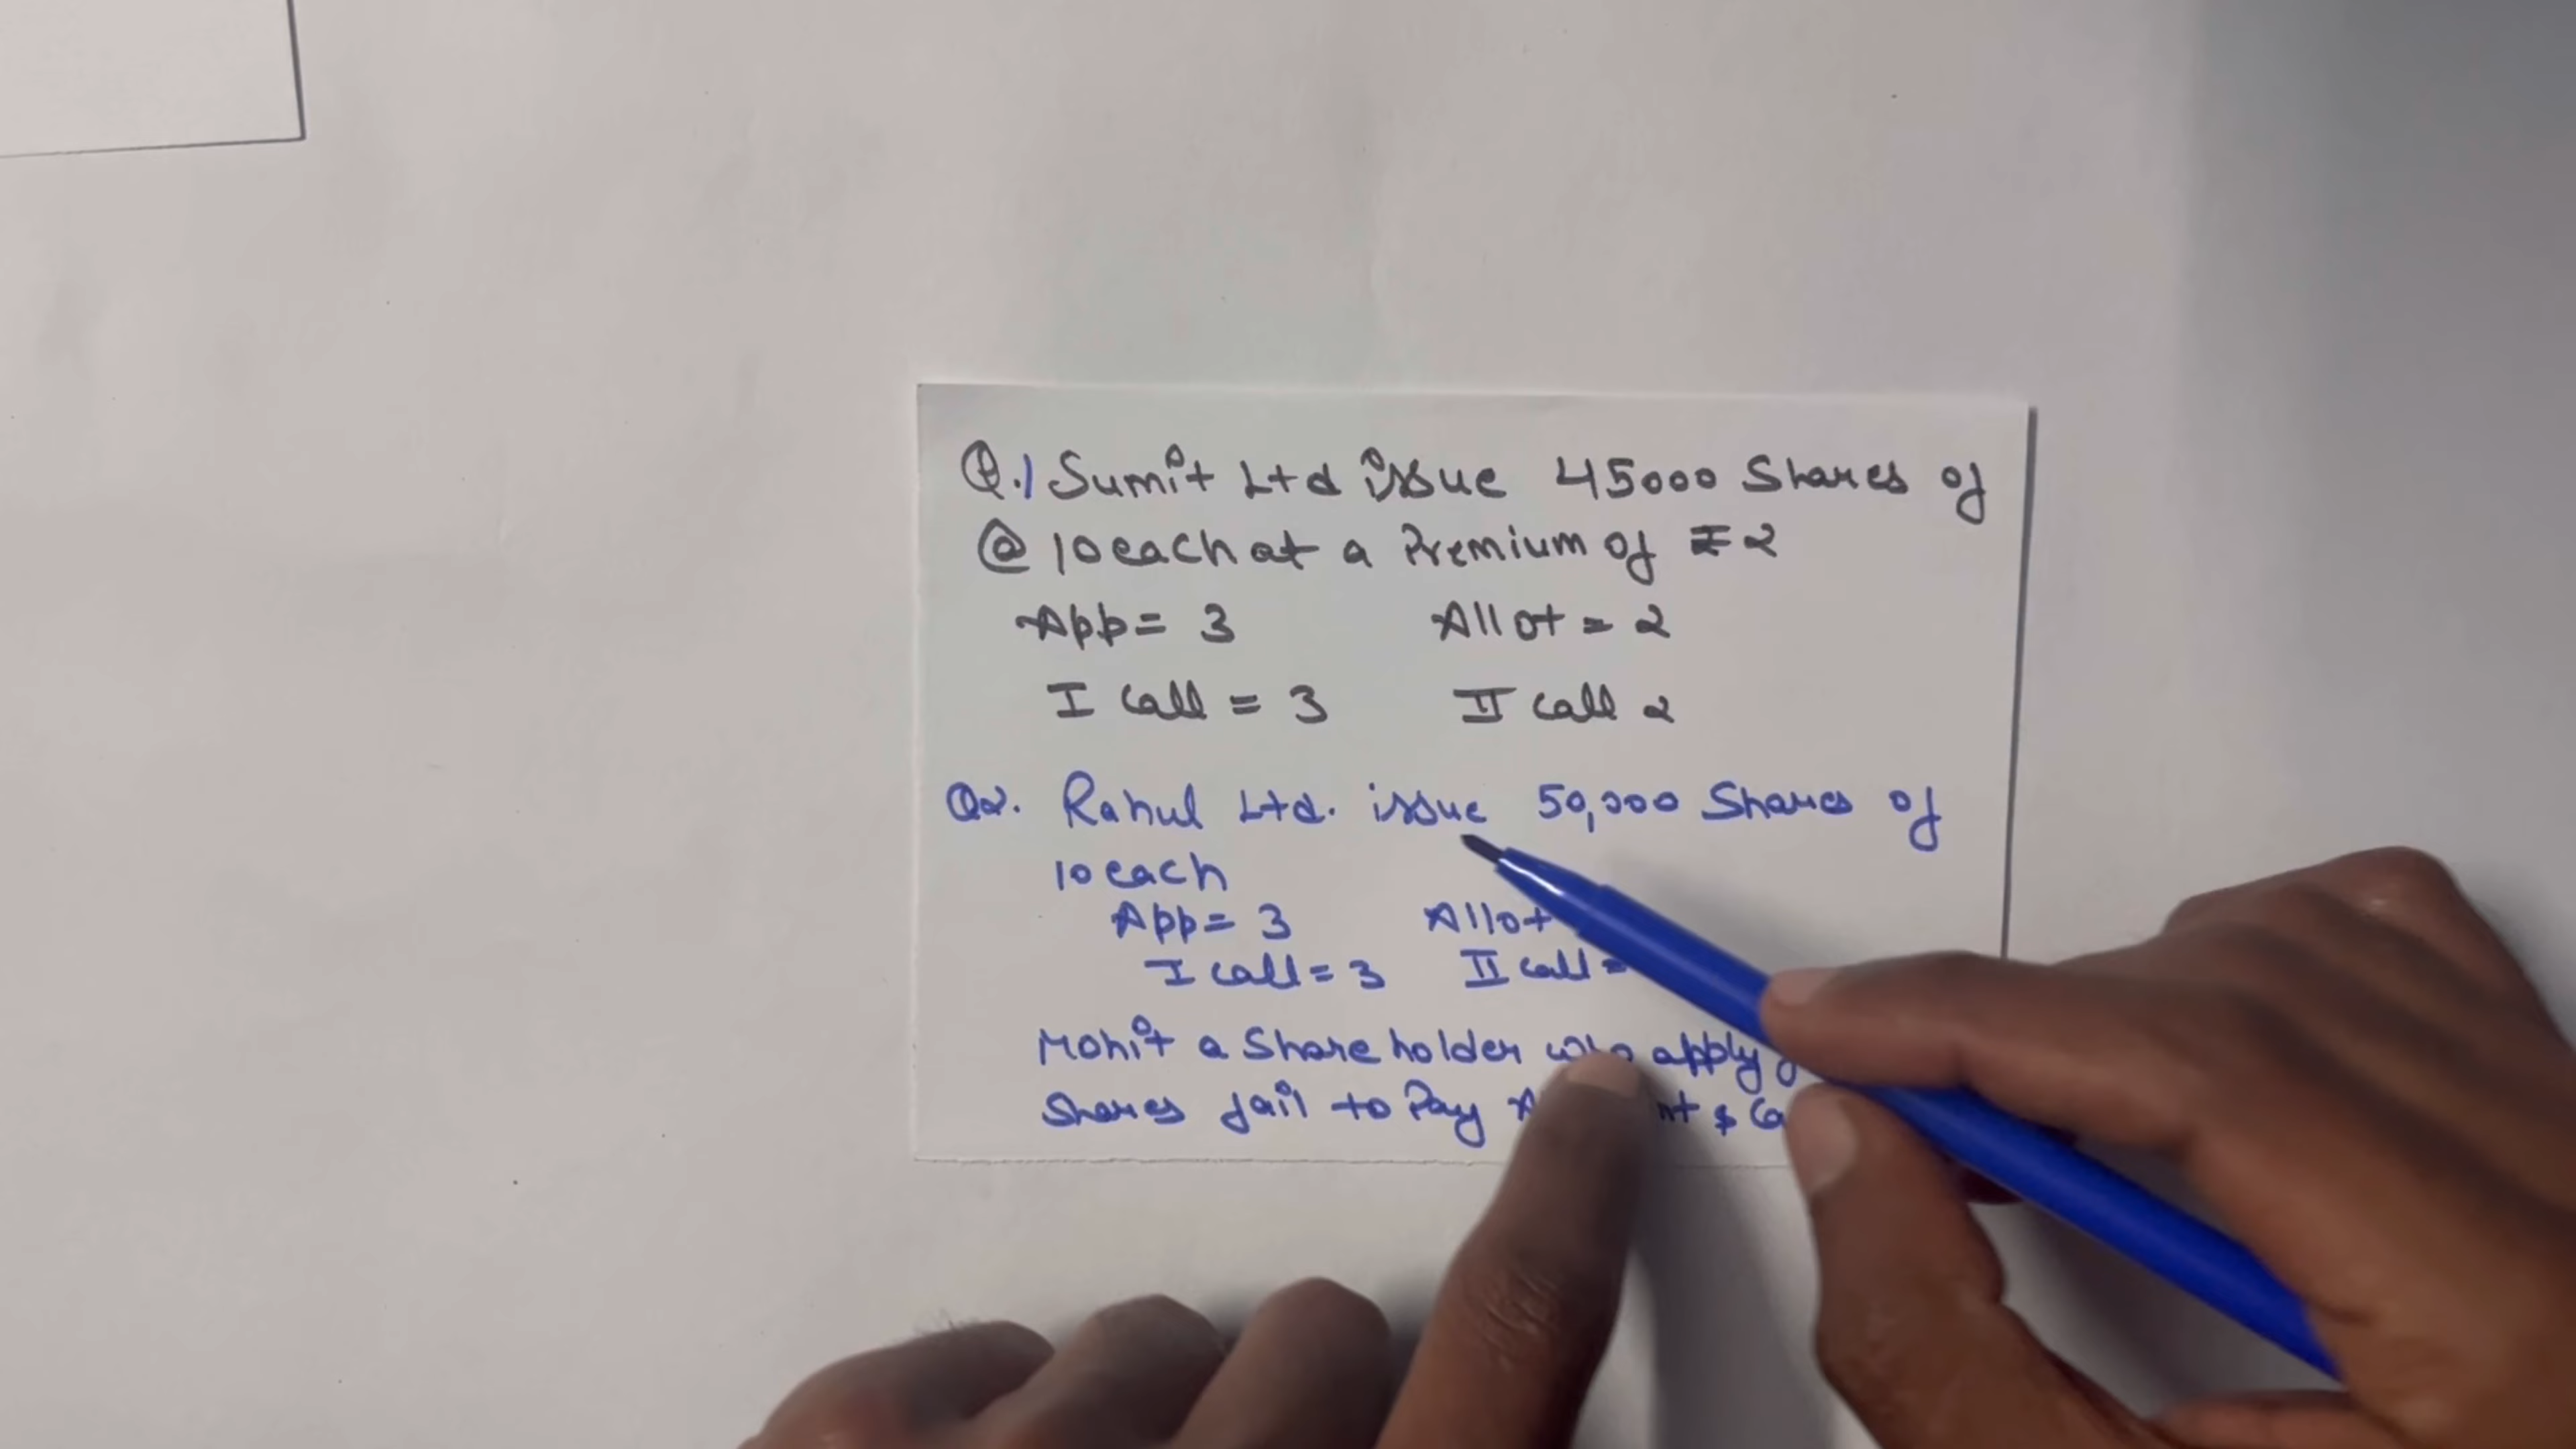 Q.1 Sumit Ltd issue 45000 Shares of
@ 10 each at a Premium of ₹ 2
App = 3 Allot = 2
I call = 3 II call 2
Q2. Rahul Ltd. issue 50,000 Shares of
10 each
App = 3 Allot
I call = 3 II call =
Mohit a Share holder who apply
Shares fail to Pay &